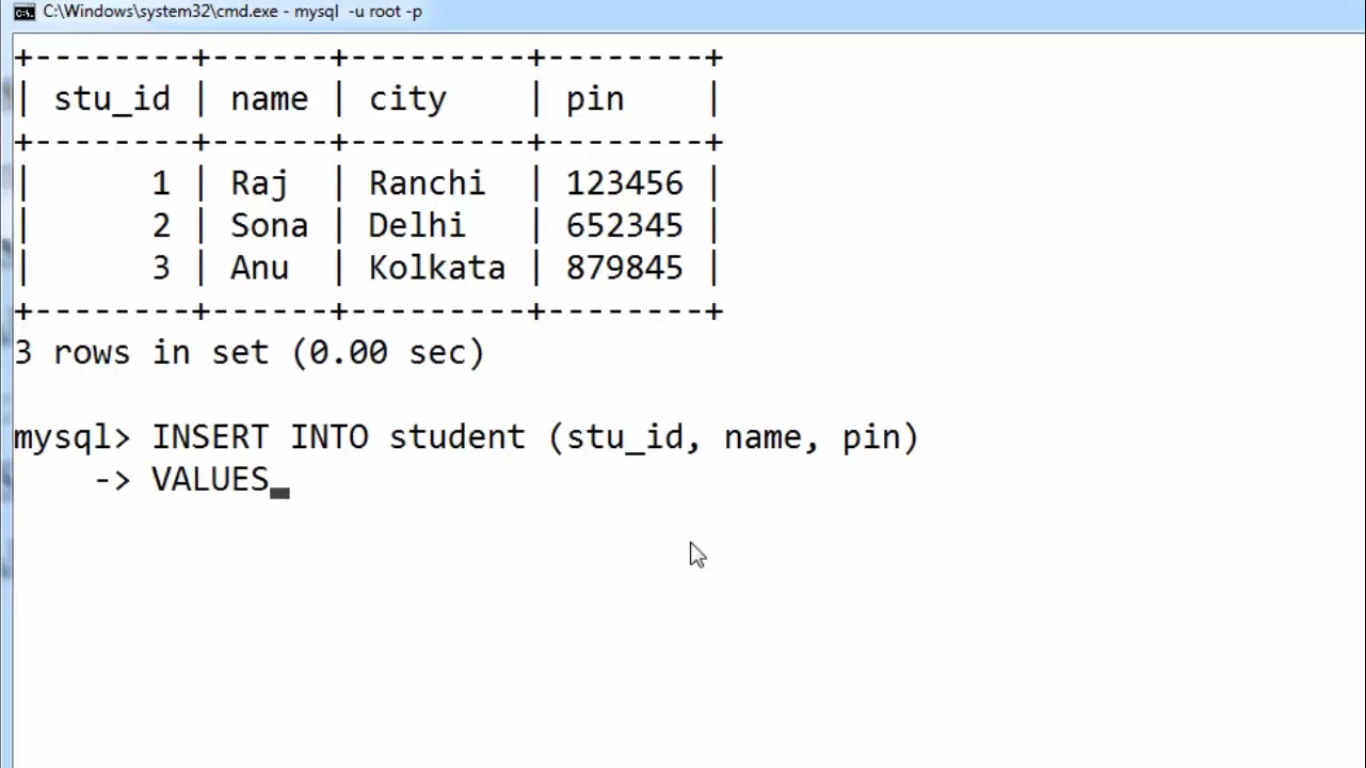 C:\Windows\system32\cmd.exe - mysql  -u root -p
+--------+------+---------+--------+
| stu_id | name | city    | pin    |
+--------+------+---------+--------+
|      1 | Raj  | Ranchi  | 123456 |
|      2 | Sona | Delhi   | 652345 |
|      3 | Anu  | Kolkata | 879845 |
+--------+------+---------+--------+
3 rows in set (0.00 sec)
mysql> INSERT INTO student (stu_id, name, pin)
    -> VALUES